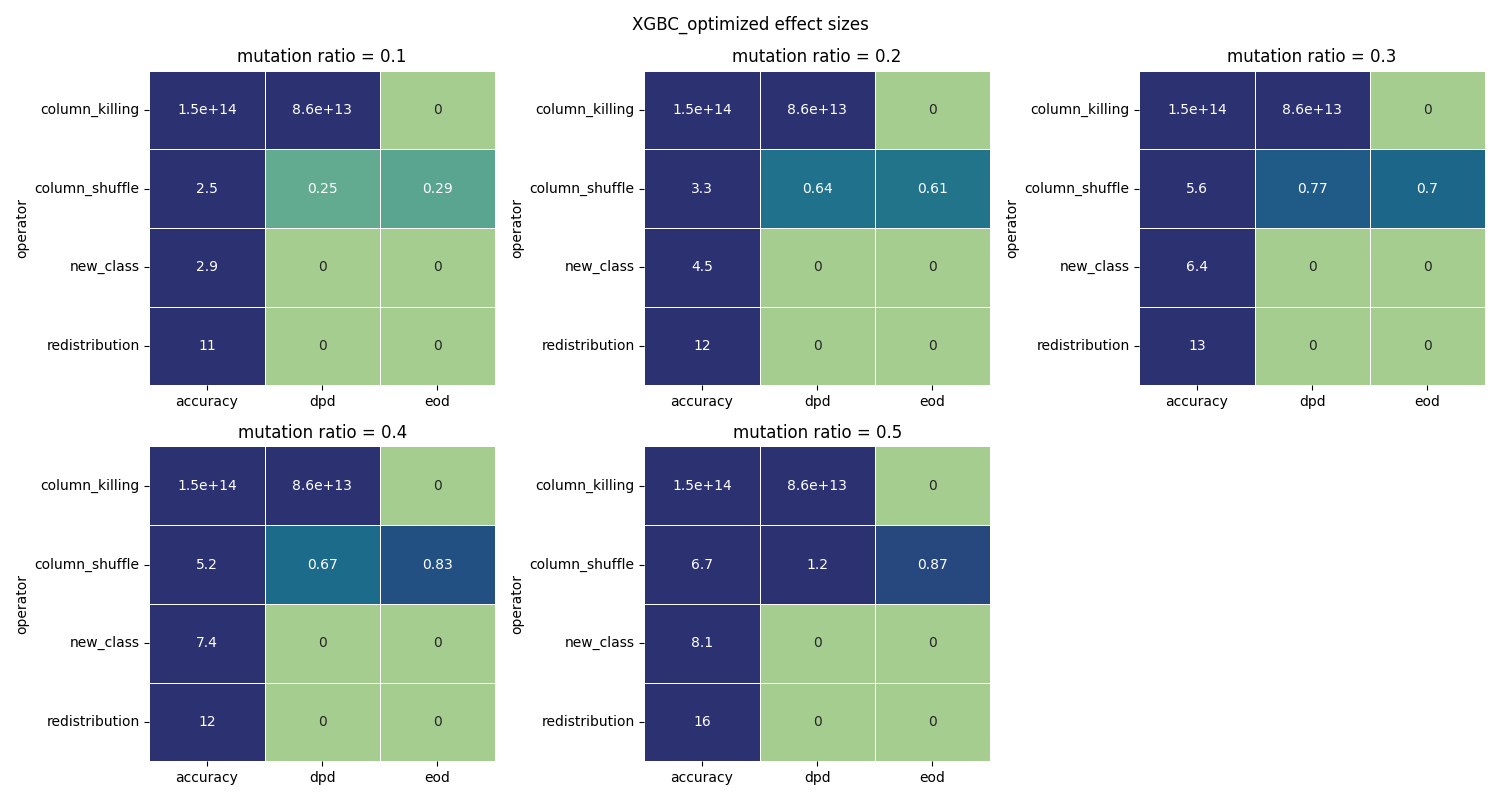 XGBC_optimized effect sizes
mutation ratio = 0.1
operator
column_killing 1.5e+14 8.6e+13 0
column_shuffle 2.5 0.25 0.29
new_class 2.9 0 0
redistribution 11 0 0
accuracy dpd eod
mutation ratio = 0.2
operator
column_killing 1.5e+14 8.6e+13 0
column_shuffle 3.3 0.64 0.61
new_class 4.5 0 0
redistribution 12 0 0
accuracy dpd eod
mutation ratio = 0.3
operator
column_killing 1.5e+14 8.6e+13 0
column_shuffle 5.6 0.77 0.7
new_class 6.4 0 0
redistribution 13 0 0
accuracy dpd eod
mutation ratio = 0.4
operator
column_killing 1.5e+14 8.6e+13 0
column_shuffle 5.2 0.67 0.83
new_class 7.4 0 0
redistribution 12 0 0
accuracy dpd eod
mutation ratio = 0.5
operator
column_killing 1.5e+14 8.6e+13 0
column_shuffle 6.7 1.2 0.87
new_class 8.1 0 0
redistribution 16 0 0
accuracy dpd eod